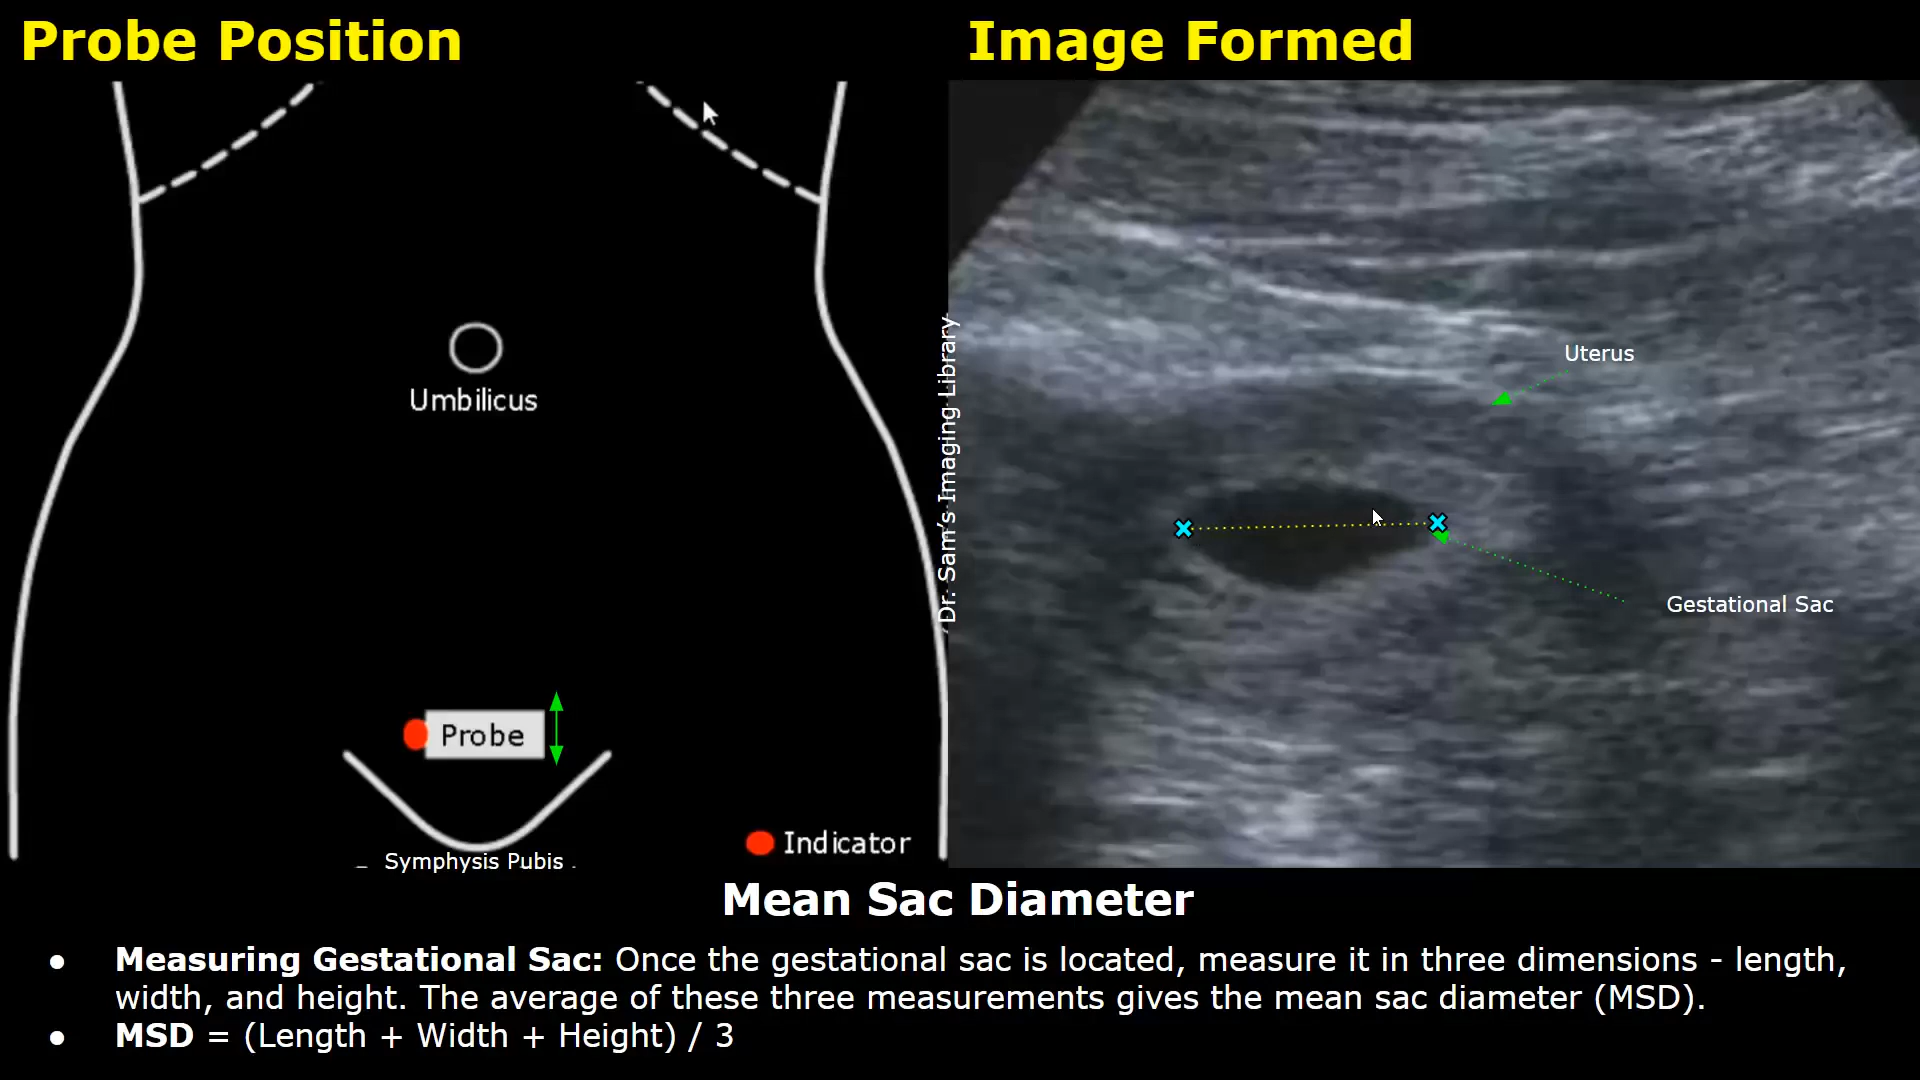 Probe Position
Image Formed
Umbilicus
Probe
Indicator
Symphysis Pubis
Dr. Sam's Imaging Library
Uterus
Gestational Sac
Mean Sac Diameter
● Measuring Gestational Sac: Once the gestational sac is located, measure it in three dimensions - length,
width, and height. The average of these three measurements gives the mean sac diameter (MSD).
● MSD = (Length + Width + Height) / 3